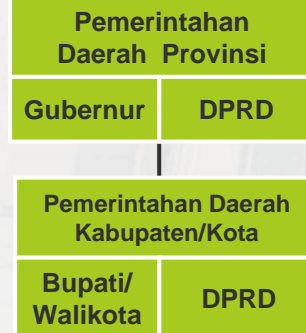 Pemerintahan
Daerah Provinsi
Gubernur DPRD
Pemerintahan Daerah
Kabupaten/Kota
Bupati/
Walikota
DPRD